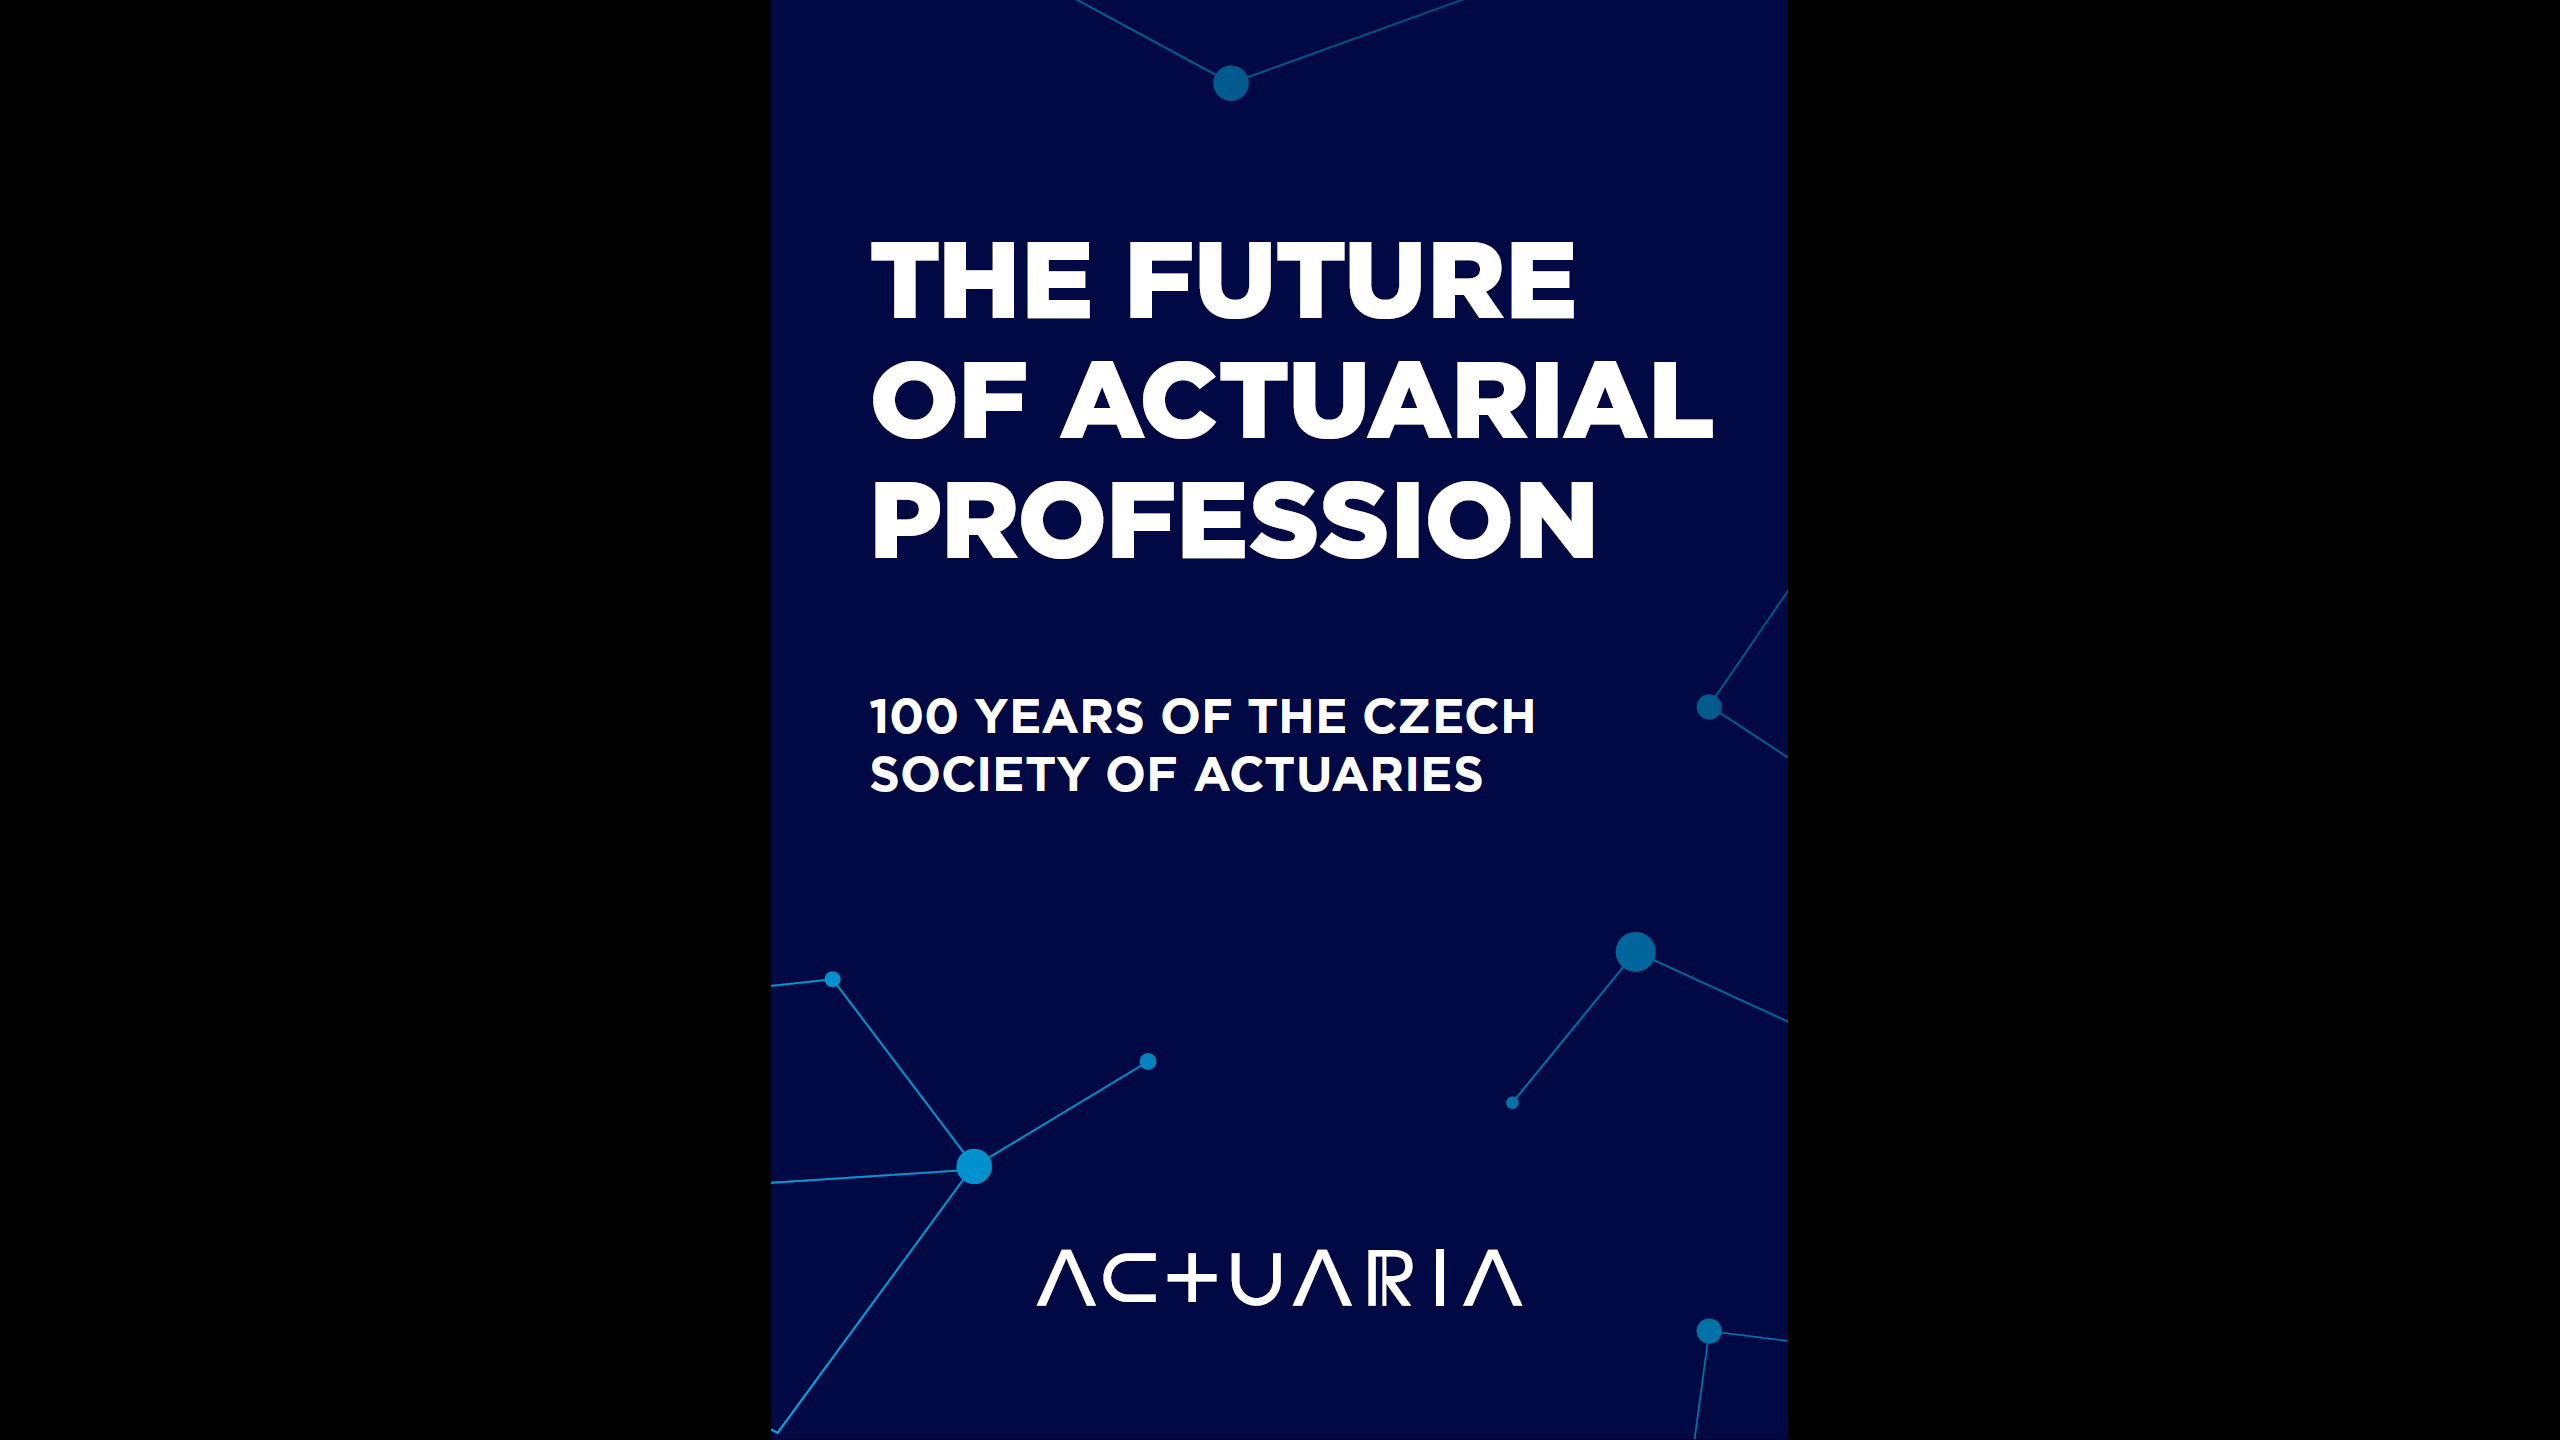 THE FUTURE
OF ACTUARIAL
PROFESSION
100 YEARS OF THE CZECH
SOCIETY OF ACTUARIES
ACTUARIA